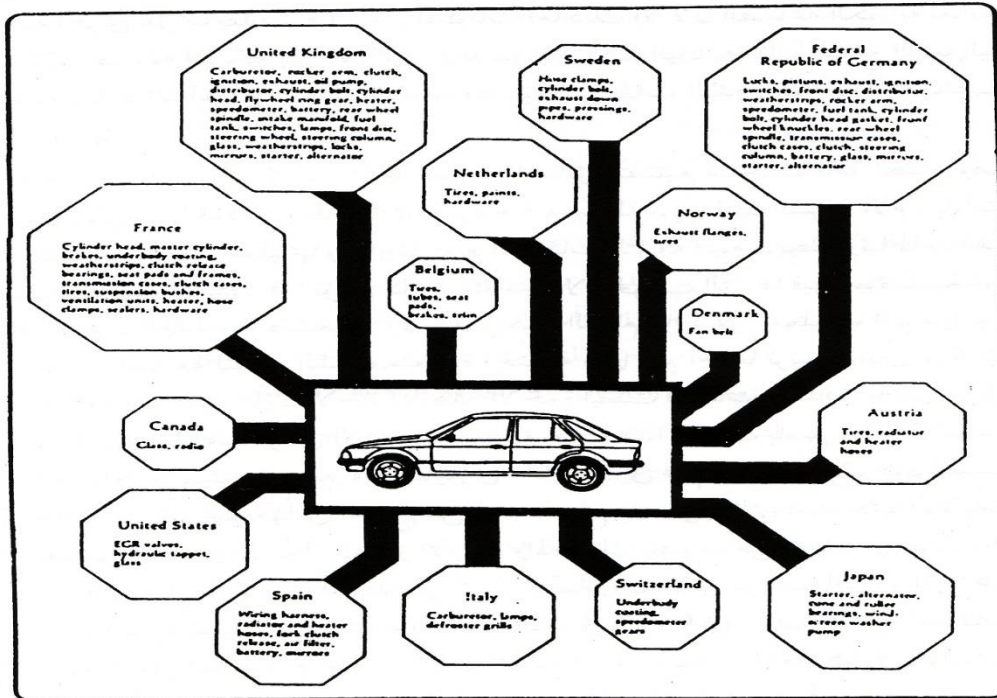 United Kingdom
Carburetor, rocker arm, clutch,
ignition, exhaust, oil pump,
distributor, cylinder bolt, cylinder
head, flywheel ring gear, heater,
speedometer, battery, rear wheel
spindle, intake manifold, fuel
tank, switches, lamps, front disc,
steering wheel, steering column,
glass, weatherstrips, locks,
mirrors, starter, alternator
Sweden
Hose clamps,
cylinder bolt,
exhaust down
pipes, pressings,
hardware
Federal
Republic of Germany
Locks, pistons, exhaust, ignition,
switches, front disc, distributor,
weatherstrips, rocker arm,
speedometer, fuel tank, cylinder
bolt, cylinder head gasket, front
wheel knuckles, rear wheel
spindle, transmission cases,
clutch cases, clutch, steering
column, battery, glass, mirrors,
starter, alternator
Netherlands
Tires, paints,
hardware
Norway
Exhaust flanges,
tires
France
Cylinder head, master cylinder,
brakes, underbody coating,
weatherstrips, clutch release
bearings, seat pads and frames,
transmission cases, clutch cases,
tires, suspension bushes,
ventilation units, heater, hose
clamps, sealers, hardware
Belgium
Tires,
tubes, seat
pads,
brakes, trim
Denmark
Fan belt
Canada
Glass, radio
Austria
Tires, radiator
and heater
hoses
United States
EGR valves,
hydraulic tappet,
glass
Spain
Wiring harness,
radiator and heater
hoses, fork clutch
release, air filter,
battery, mirrors
Italy
Carburetor, lamps,
defroster grills
Switzerland
Underbody
coating,
speedometer
gears
Japan
Starter, alternator,
cone and roller
bearings, wind-
screen washer
pump